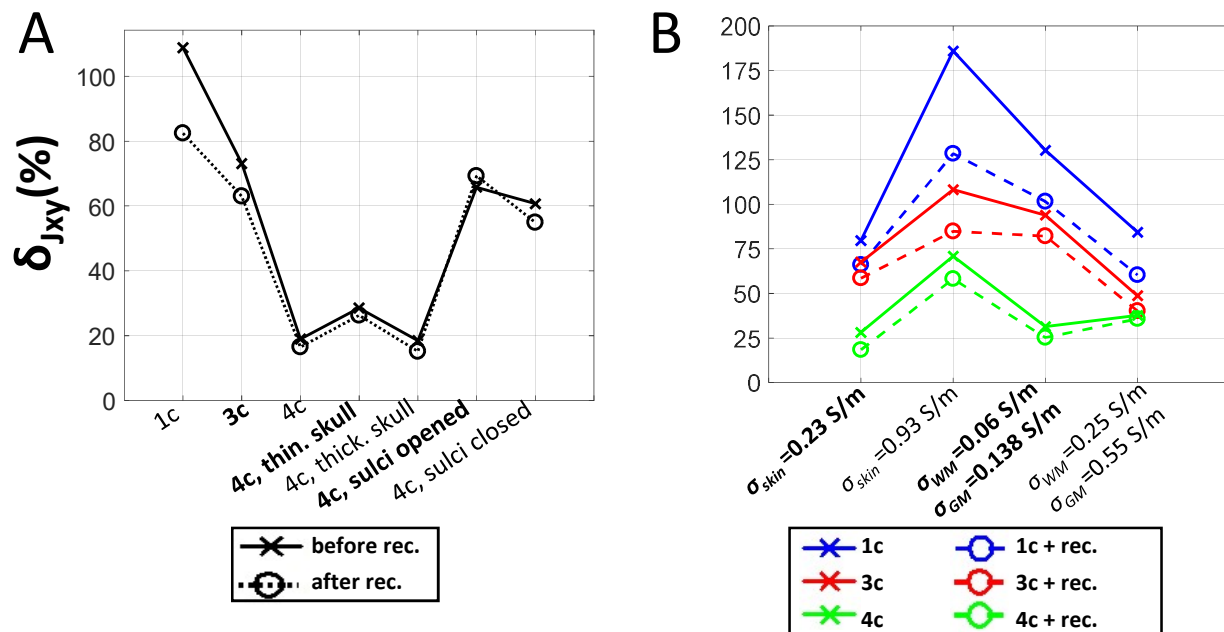 A
δJxy(%)
100
80
60
40
20
0
1c
3c
4c
4c, thin. skull
4c, thick. skull
4c, sulci opened
4c, sulci closed
before rec.
after rec.
B
200
175
150
125
100
75
50
25
0
σskin=0.23 S/m
σskin=0.93 S/m
σWM=0.06 S/m
σGM=0.138 S/m
σWM=0.25 S/m
σGM=0.55 S/m
1c
1c + rec.
3c
3c + rec.
4c
4c + rec.